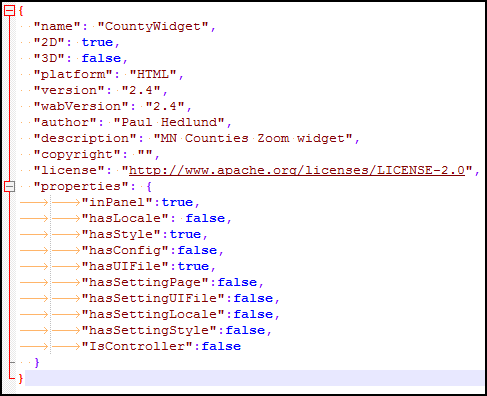 {
"name": "CountyWidget",
"2D": true,
"3D": false,
"platform": "HTML",
"version": "2.4",
"wabVersion": "2.4",
"author": "Paul Hedlund",
"description": "MN Counties Zoom widget",
"copyright": "",
"license": "http://www.apache.org/licenses/LICENSE-2.0",
"properties": {
"inPanel":true,
"hasLocale": false,
"hasStyle":true,
"hasConfig":false,
"hasUIFile":true,
"hasSettingPage":false,
"hasSettingUIFile":false,
"hasSettingLocale":false,
"hasSettingStyle":false,
"IsController":false
}
}